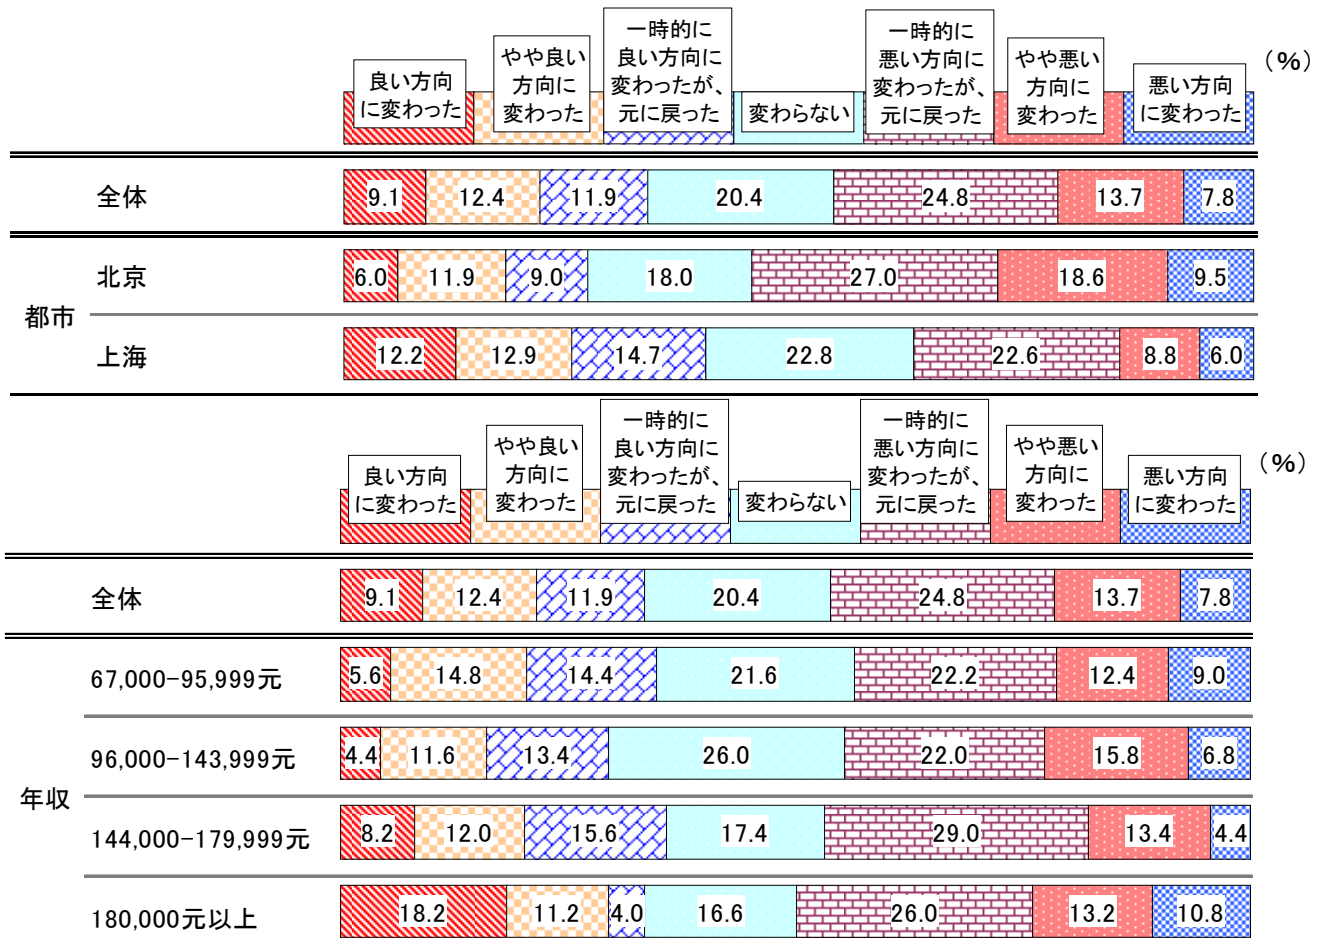 良い方向
に変わった
やや良い
方向に
変わった
一時的に
良い方向に
変わったが、
元に戻った
変わらない
一時的に
悪い方向に
変わったが、
元に戻った
やや悪い
方向に
変わった
悪い方向
に変わった
（%）
全体 9.1 12.4 11.9 20.4 24.8 13.7 7.8
都市
北京 6.0 11.9 9.0 18.0 27.0 18.6 9.5
上海 12.2 12.9 14.7 22.8 22.6 8.8 6.0
良い方向
に変わった
やや良い
方向に
変わった
一時的に
良い方向に
変わったが、
元に戻った
変わらない
一時的に
悪い方向に
変わったが、
元に戻った
やや悪い
方向に
変わった
悪い方向
に変わった
（%）
全体 9.1 12.4 11.9 20.4 24.8 13.7 7.8
年収
67,000-95,999元 5.6 14.8 14.4 21.6 22.2 12.4 9.0
96,000-143,999元 4.4 11.6 13.4 26.0 22.0 15.8 6.8
144,000-179,999元 8.2 12.0 15.6 17.4 29.0 13.4 4.4
180,000元以上 18.2 11.2 4.0 16.6 26.0 13.2 10.8